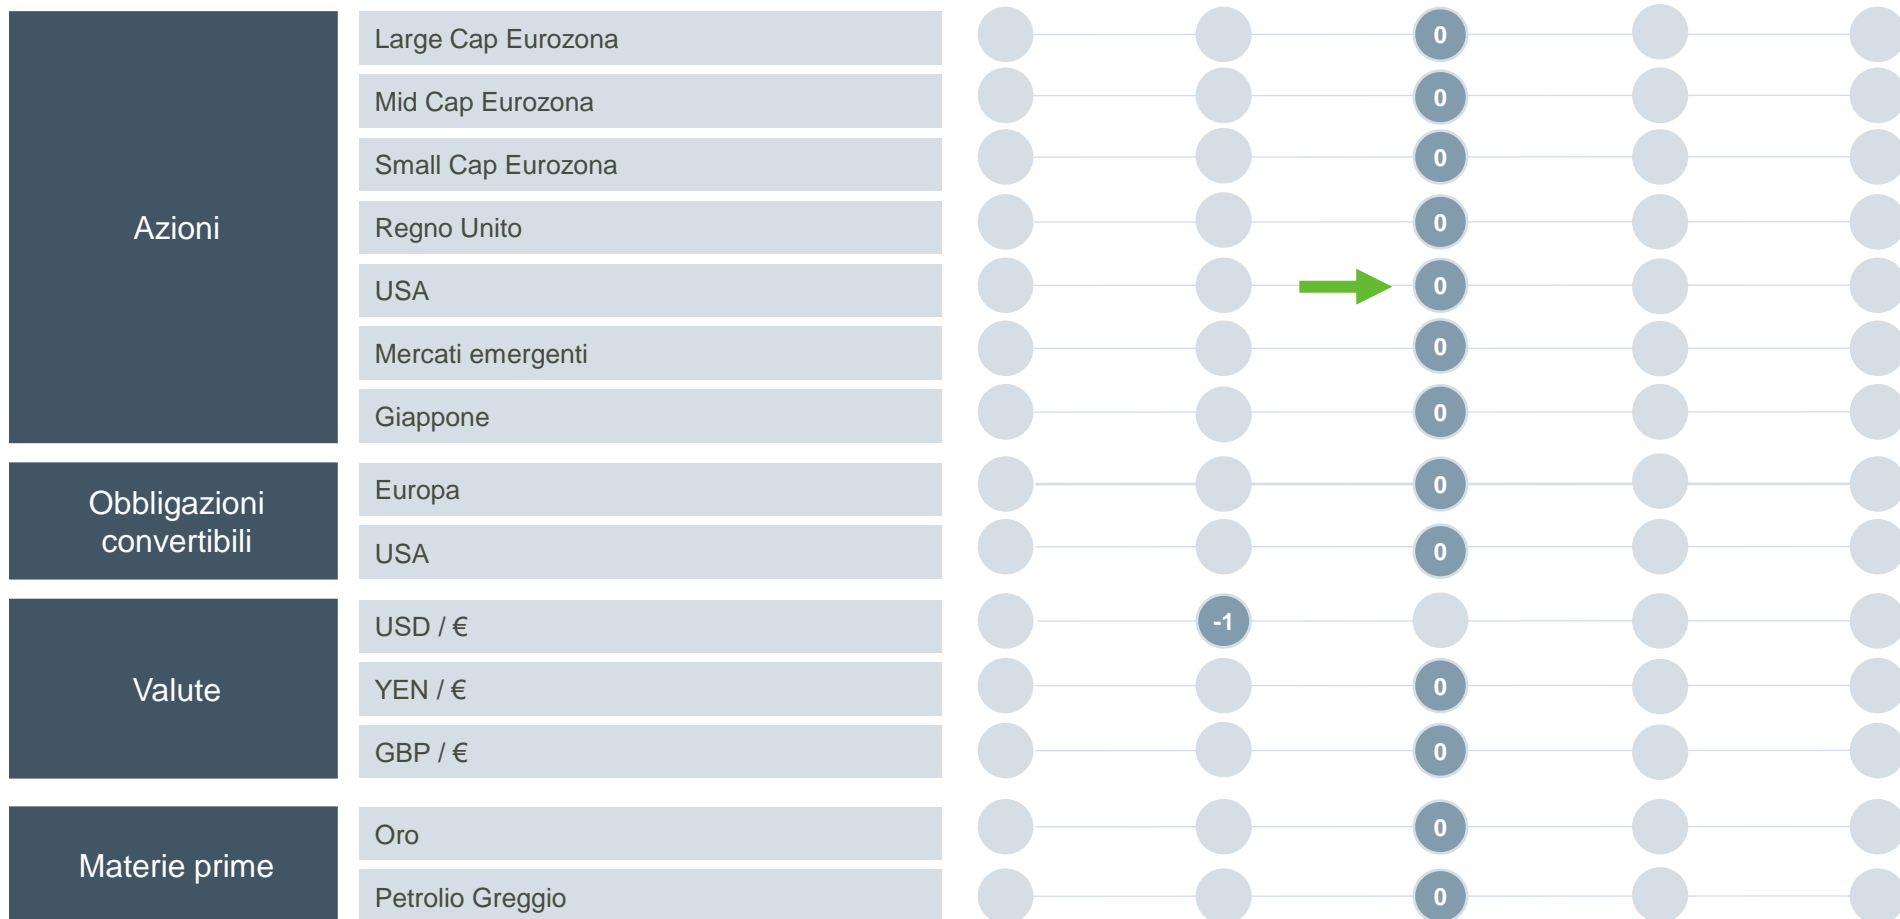 Azioni
Large Cap Eurozona
0
Mid Cap Eurozona
0
Small Cap Eurozona
0
Regno Unito
0
USA
0
Mercati emergenti
0
Giappone
0
Obbligazioni
convertibili
Europa
0
USA
0
Valute
USD / €
-1
YEN / €
0
GBP / €
0
Materie prime
Oro
0
Petrolio Greggio
0